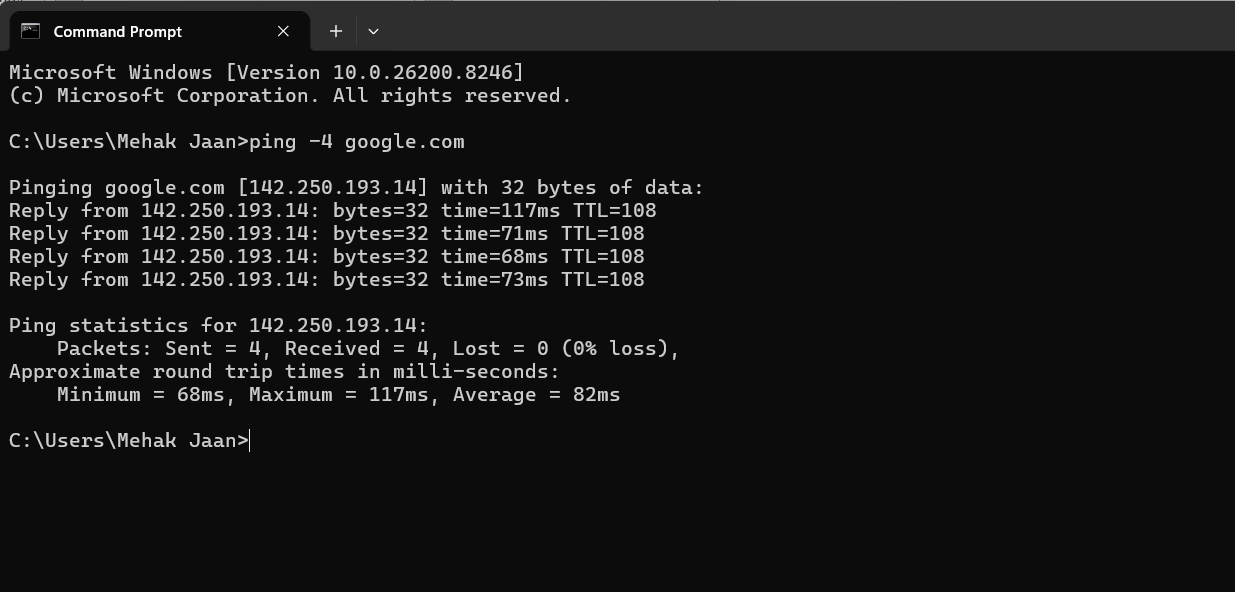 Command Prompt
Microsoft Windows [Version 10.0.26200.8246]
(c) Microsoft Corporation. All rights reserved.
C:\Users\Mehak Jaan>ping -4 google.com
Pinging google.com [142.250.193.14] with 32 bytes of data:
Reply from 142.250.193.14: bytes=32 time=117ms TTL=108
Reply from 142.250.193.14: bytes=32 time=71ms TTL=108
Reply from 142.250.193.14: bytes=32 time=68ms TTL=108
Reply from 142.250.193.14: bytes=32 time=73ms TTL=108
Ping statistics for 142.250.193.14:
    Packets: Sent = 4, Received = 4, Lost = 0 (0% loss),
Approximate round trip times in milli-seconds:
    Minimum = 68ms, Maximum = 117ms, Average = 82ms
C:\Users\Mehak Jaan>